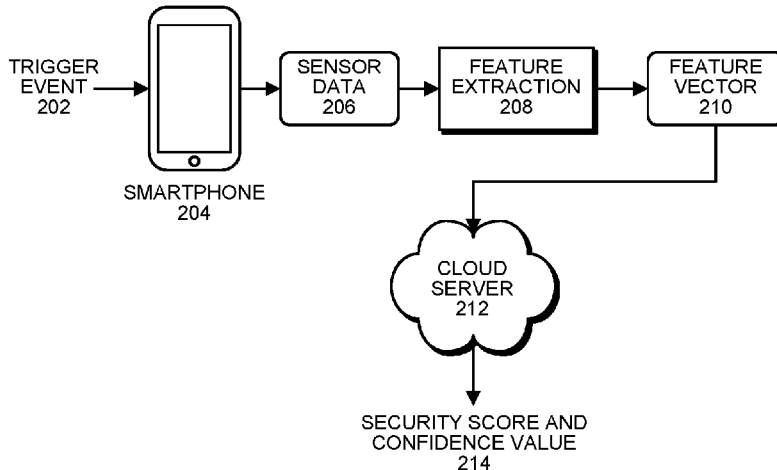 TRIGGER
EVENT
202
SMARTPHONE
204
SENSOR
DATA
206
FEATURE
EXTRACTION
208
FEATURE
VECTOR
210
CLOUD
SERVER
212
SECURITY SCORE AND
CONFIDENCE VALUE
214